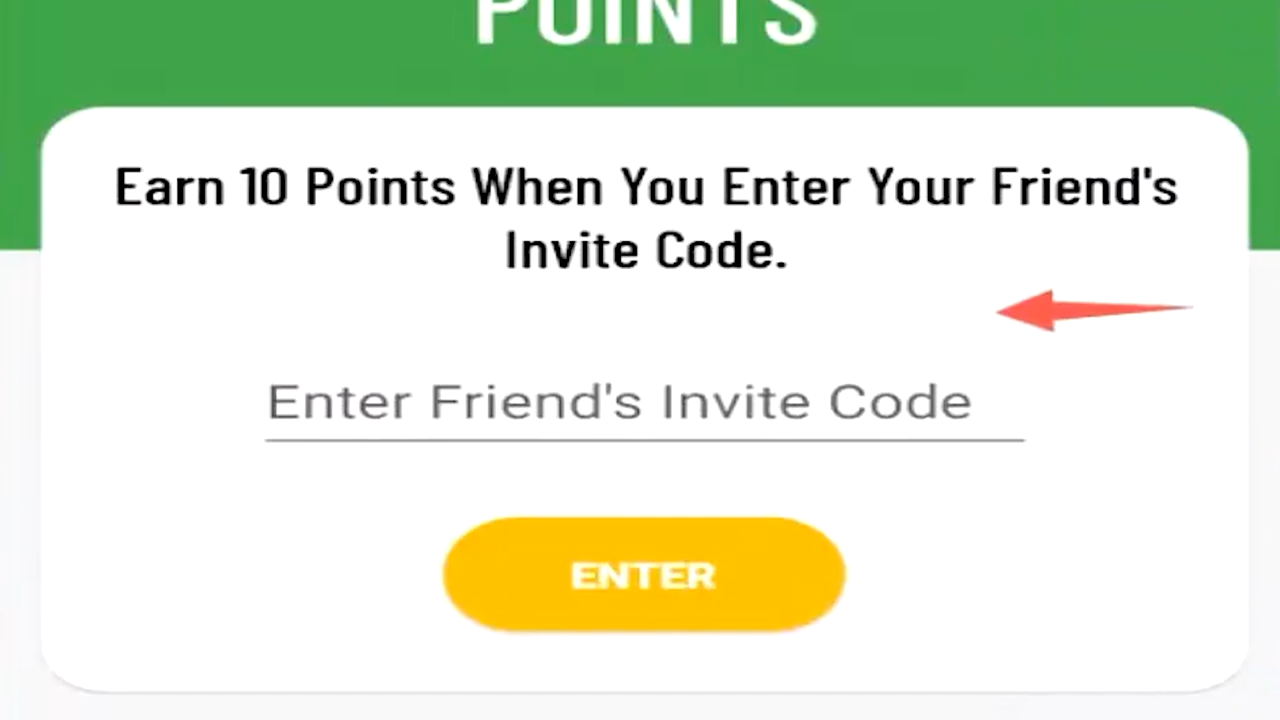 POINTS
Earn 10 Points When You Enter Your Friend's
Invite Code.
Enter Friend's Invite Code
ENTER